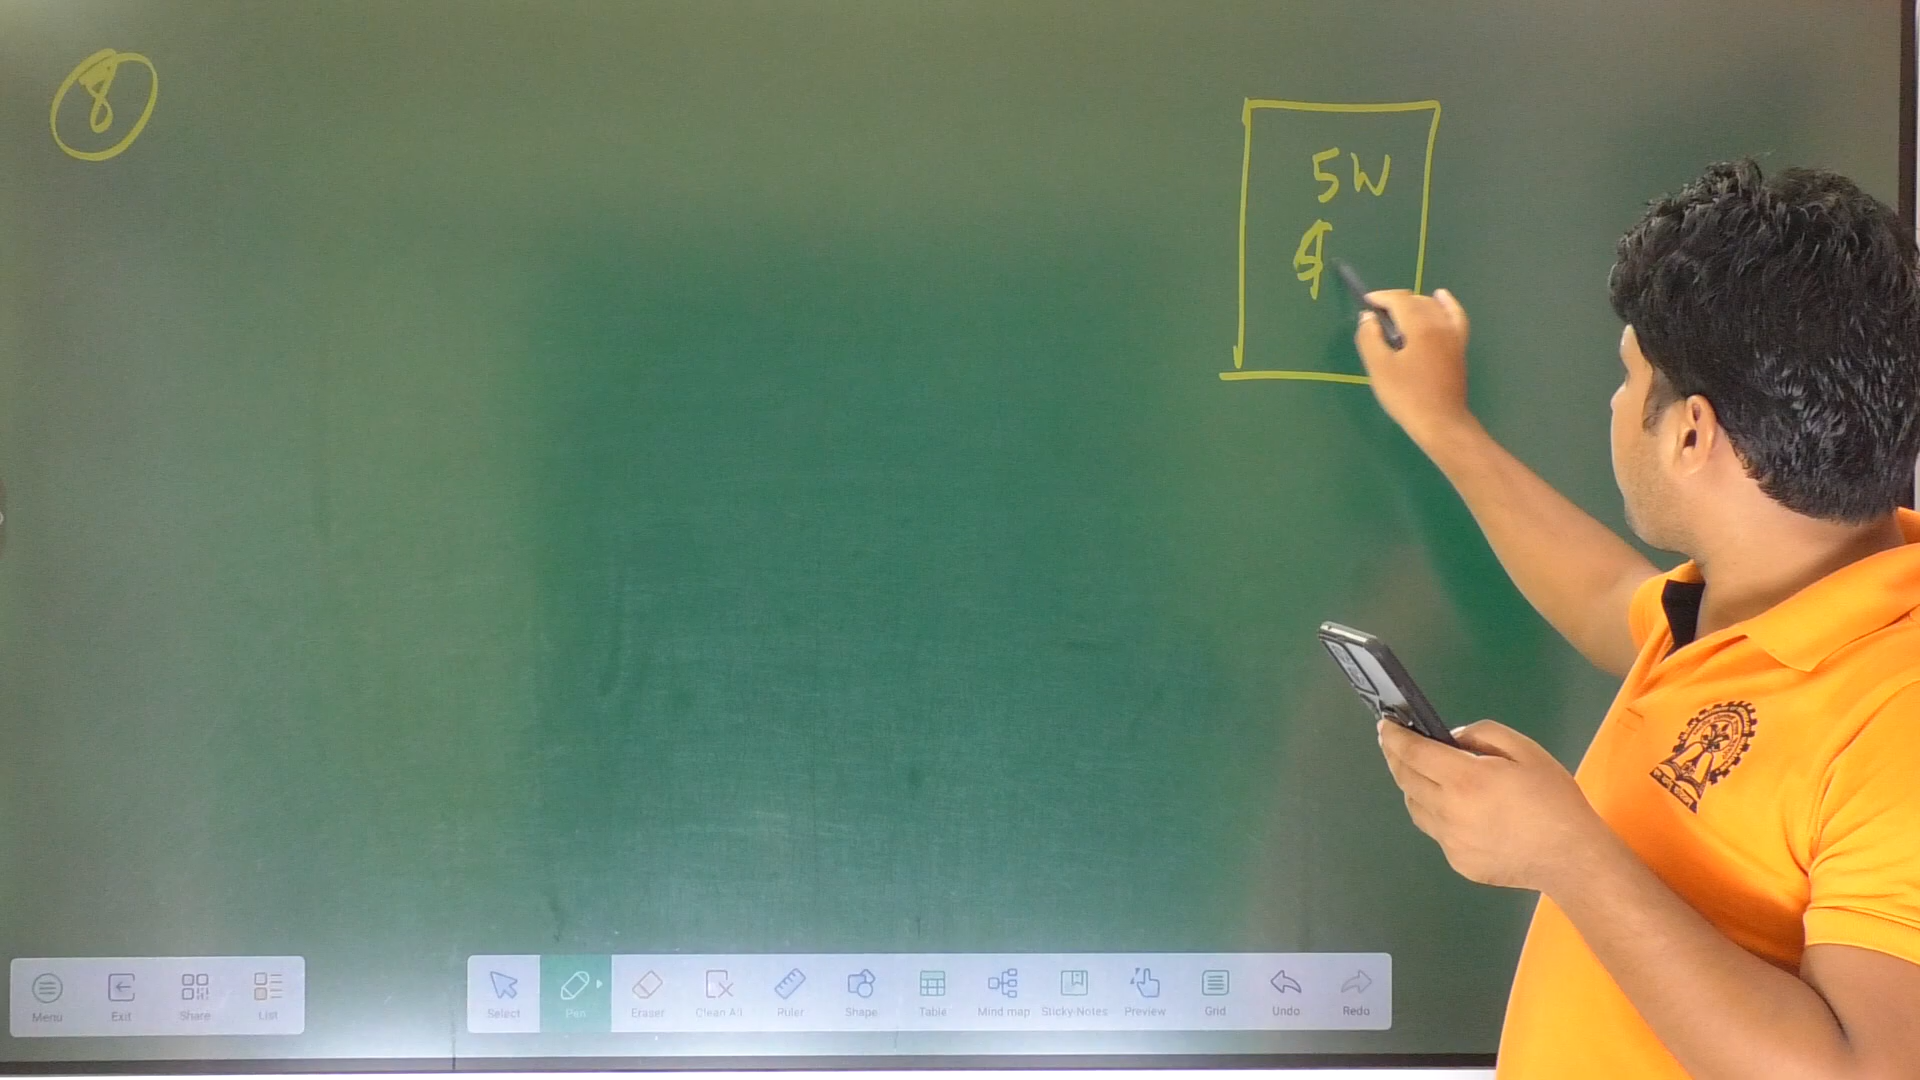 8
5W
Menu
Exit
Share
List
Select
Pen
Eraser
Clean All
Ruler
Shape
Table
Mind map
Sticky-Notes
Preview
Grid
Undo
Redo